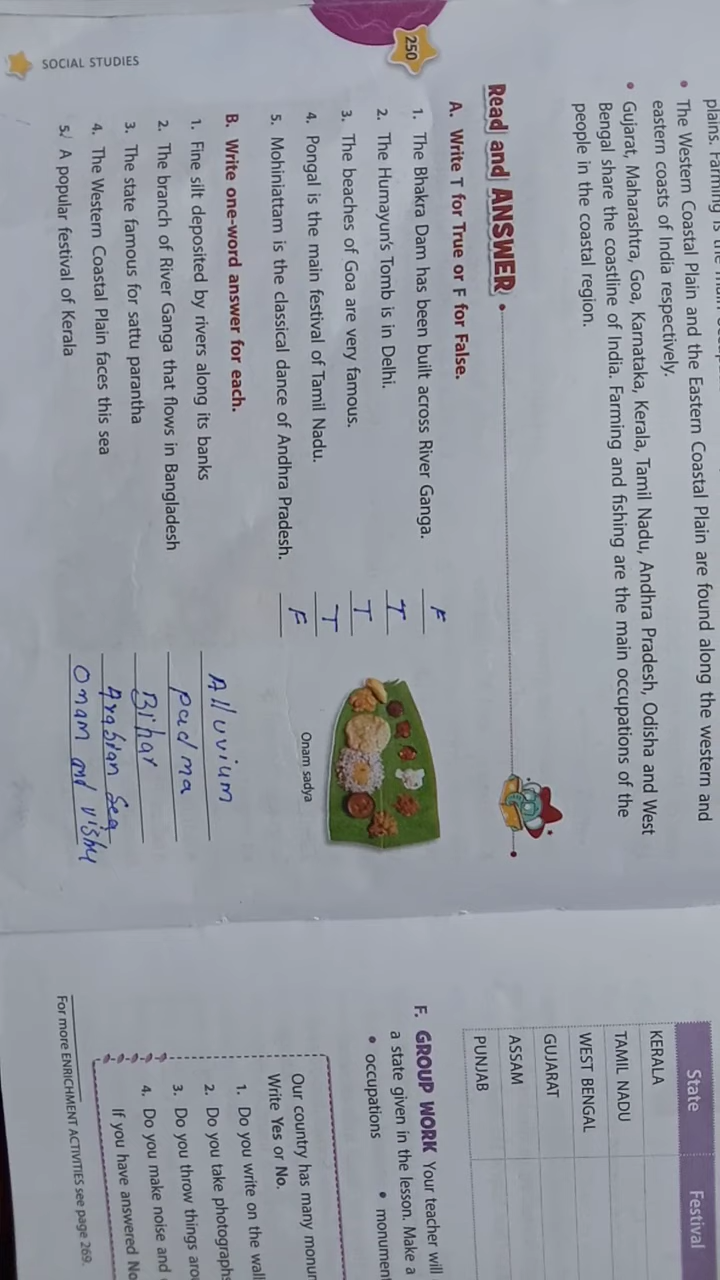 plains. Farming is the
• The Western Coastal Plain and the Eastern Coastal Plain are found along the western and
eastern coasts of India respectively.
• Gujarat, Maharashtra, Goa, Karnataka, Kerala, Tamil Nadu, Andhra Pradesh, Odisha and West
Bengal share the coastline of India. Farming and fishing are the main occupations of the
people in the coastal region.
Read and ANSWER
A. Write T for True or F for False.
1. The Bhakra Dam has been built across River Ganga. F
2. The Humayun's Tomb is in Delhi. T
3. The beaches of Goa are very famous. T
4. Pongal is the main festival of Tamil Nadu. T
5. Mohiniattam is the classical dance of Andhra Pradesh. F
Onam sadya
B. Write one-word answer for each.
1. Fine silt deposited by rivers along its banks Alluvium
2. The branch of River Ganga that flows in Bangladesh padma
3. The state famous for sattu parantha Bihar
4. The Western Coastal Plain faces this sea Arabian Sea
5. A popular festival of Kerala Onam and vishu
250
SOCIAL STUDIES
State Festival
KERALA
TAMIL NADU
WEST BENGAL
GUJARAT
ASSAM
PUNJAB
F. GROUP WORK Your teacher will
a state given in the lesson. Make a
• occupations • monument
Our country has many monu
Write Yes or No.
1. Do you write on the wall
2. Do you take photographs
3. Do you throw things arou
4. Do you make noise and
If you have answered No
For more ENRICHMENT ACTIVITIES see page 269.